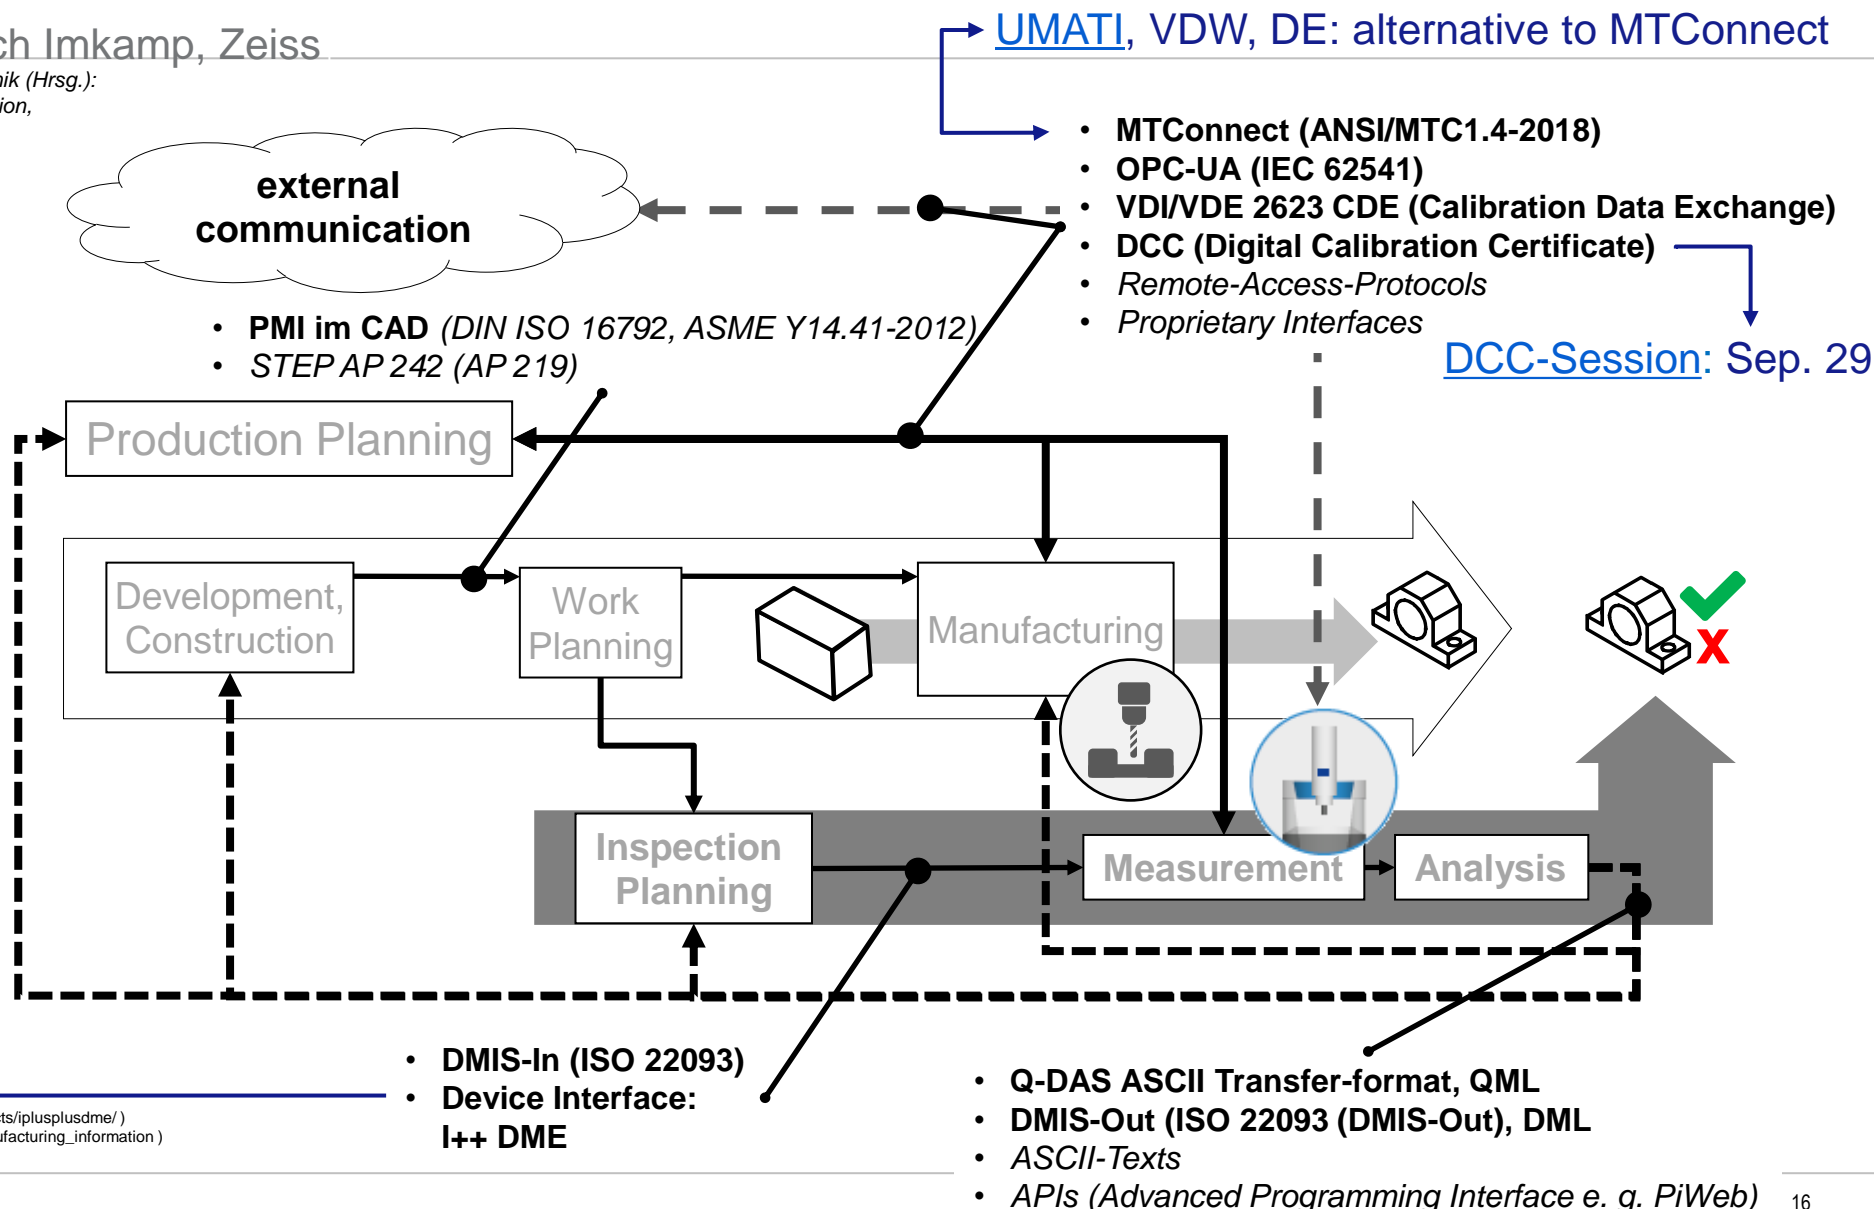 Imkamp, Zeiss
(Hrsg.):
UMATI, VDW, DE: alternative to MTConnect
• MTConnect (ANSI/MTC1.4-2018)
• OPC-UA (IEC 62541)
• VDI/VDE 2623 CDE (Calibration Data Exchange)
• DCC (Digital Calibration Certificate)
• Remote-Access-Protocols
• Proprietary Interfaces
DCC-Session: Sep. 29
external
communication
• PMI im CAD (DIN ISO 16792, ASME Y14.41-2012)
• STEP AP 242 (AP 219)
Production Planning
Development,
Construction
Work
Planning
Manufacturing
X
Inspection
Planning
Measurement
Analysis
• DMIS-In (ISO 22093)
• Device Interface:
I++ DME
cts/iplusplusdme/ )
ufacturing_information )
• Q-DAS ASCII Transfer-format, QML
• DMIS-Out (ISO 22093 (DMIS-Out), DML
• ASCII-Texts
• APIs (Advanced Programming Interface e. g. PiWeb)
16